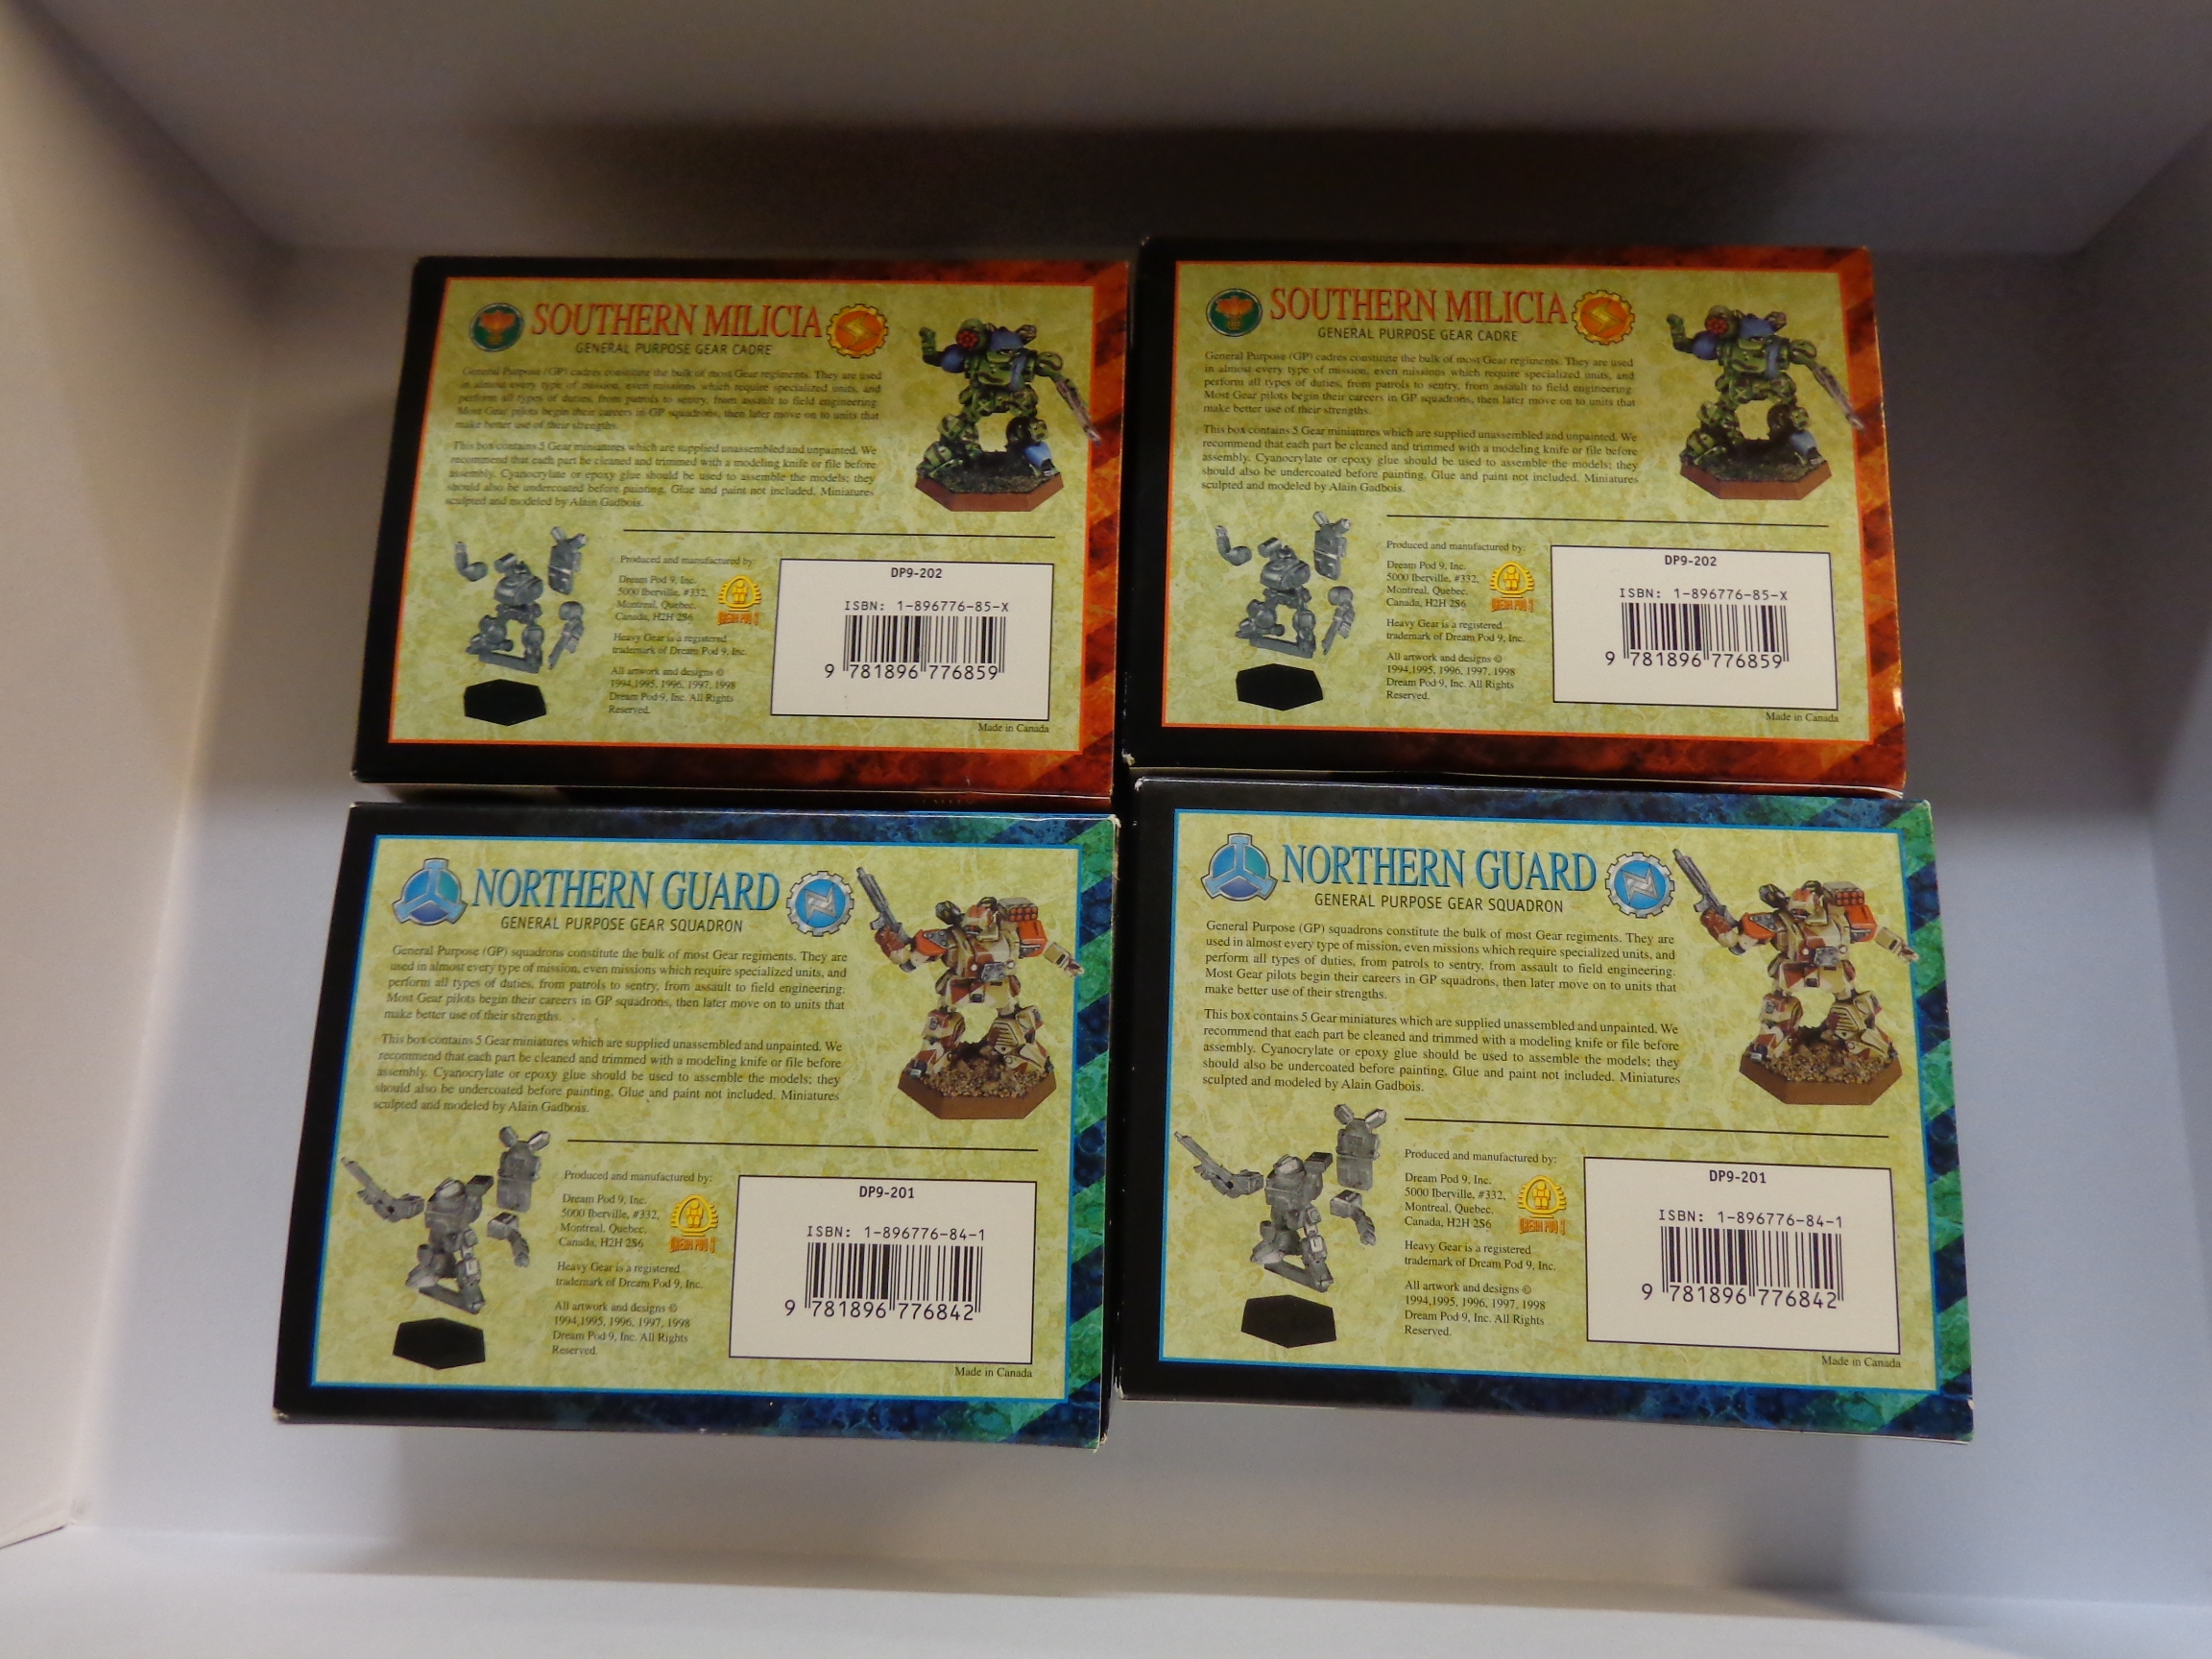 SOUTHERN MILICIA
GENERAL PURPOSE GEAR CADRE
General Purpose (GP) cadres constitute the bulk of most Gear regiments. They are used
in almost every type of mission, even missions which require specialized units, and
perform all types of duties, from patrols to sentry, from assault to field engineering.
Most Gear pilots begin their careers in GP squadrons, then later move on to units that
make better use of their strengths.
This box contains 5 Gear miniatures which are supplied unassembled and unpainted. We
recommend that each part be cleaned and trimmed with a modeling knife or file before
assembly. Cyanocrylate or epoxy glue should be used to assemble the models; they
should also be undercoated before painting. Glue and paint not included. Miniatures
sculpted and modeled by Alain Gadbois.
Produced and manufactured by:
Dream Pod 9, Inc.
5000 Iberville, #332,
Montreal, Quebec,
Canada, H2H 2S6
DREAM POD 9
Heavy Gear is a registered
trademark of Dream Pod 9, Inc.
All artwork and designs ©
1994,1995, 1996, 1997, 1998
Dream Pod 9, Inc. All Rights
Reserved.
DP9-202
ISBN: 1-896776-85-X
9 781896 776859
Made in Canada
SOUTHERN MILICIA
GENERAL PURPOSE GEAR CADRE
General Purpose (GP) cadres constitute the bulk of most Gear regiments. They are used
in almost every type of mission, even missions which require specialized units, and
perform all types of duties, from patrols to sentry, from assault to field engineering.
Most Gear pilots begin their careers in GP squadrons, then later move on to units that
make better use of their strengths.
This box contains 5 Gear miniatures which are supplied unassembled and unpainted. We
recommend that each part be cleaned and trimmed with a modeling knife or file before
assembly. Cyanocrylate or epoxy glue should be used to assemble the models; they
should also be undercoated before painting. Glue and paint not included. Miniatures
sculpted and modeled by Alain Gadbois.
Produced and manufactured by:
Dream Pod 9, Inc.
5000 Iberville, #332,
Montreal, Quebec,
Canada, H2H 2S6
DREAM POD 9
Heavy Gear is a registered
trademark of Dream Pod 9, Inc.
All artwork and designs ©
1994,1995, 1996, 1997, 1998
Dream Pod 9, Inc. All Rights
Reserved.
DP9-202
ISBN: 1-896776-85-X
9 781896 776859
Made in Canada
NORTHERN GUARD
GENERAL PURPOSE GEAR SQUADRON
General Purpose (GP) squadrons constitute the bulk of most Gear regiments. They are
used in almost every type of mission, even missions which require specialized units, and
perform all types of duties, from patrols to sentry, from assault to field engineering.
Most Gear pilots begin their careers in GP squadrons, then later move on to units that
make better use of their strengths.
This box contains 5 Gear miniatures which are supplied unassembled and unpainted. We
recommend that each part be cleaned and trimmed with a modeling knife or file before
assembly. Cyanocrylate or epoxy glue should be used to assemble the models; they
should also be undercoated before painting. Glue and paint not included. Miniatures
sculpted and modeled by Alain Gadbois.
Produced and manufactured by:
Dream Pod 9, Inc.
5000 Iberville, #332,
Montreal, Quebec,
Canada, H2H 2S6
DREAM POD 9
Heavy Gear is a registered
trademark of Dream Pod 9, Inc.
All artwork and designs ©
1994,1995, 1996, 1997, 1998
Dream Pod 9, Inc. All Rights
Reserved.
DP9-201
ISBN: 1-896776-84-1
9 781896 776842
Made in Canada
NORTHERN GUARD
GENERAL PURPOSE GEAR SQUADRON
General Purpose (GP) squadrons constitute the bulk of most Gear regiments. They are
used in almost every type of mission, even missions which require specialized units, and
perform all types of duties, from patrols to sentry, from assault to field engineering.
Most Gear pilots begin their careers in GP squadrons, then later move on to units that
make better use of their strengths.
This box contains 5 Gear miniatures which are supplied unassembled and unpainted. We
recommend that each part be cleaned and trimmed with a modeling knife or file before
assembly. Cyanocrylate or epoxy glue should be used to assemble the models; they
should also be undercoated before painting. Glue and paint not included. Miniatures
sculpted and modeled by Alain Gadbois.
Produced and manufactured by:
Dream Pod 9, Inc.
5000 Iberville, #332,
Montreal, Quebec,
Canada, H2H 2S6
DREAM POD 9
Heavy Gear is a registered
trademark of Dream Pod 9, Inc.
All artwork and designs ©
1994,1995, 1996, 1997, 1998
Dream Pod 9, Inc. All Rights
Reserved.
DP9-201
ISBN: 1-896776-84-1
9 781896 776842
Made in Canada